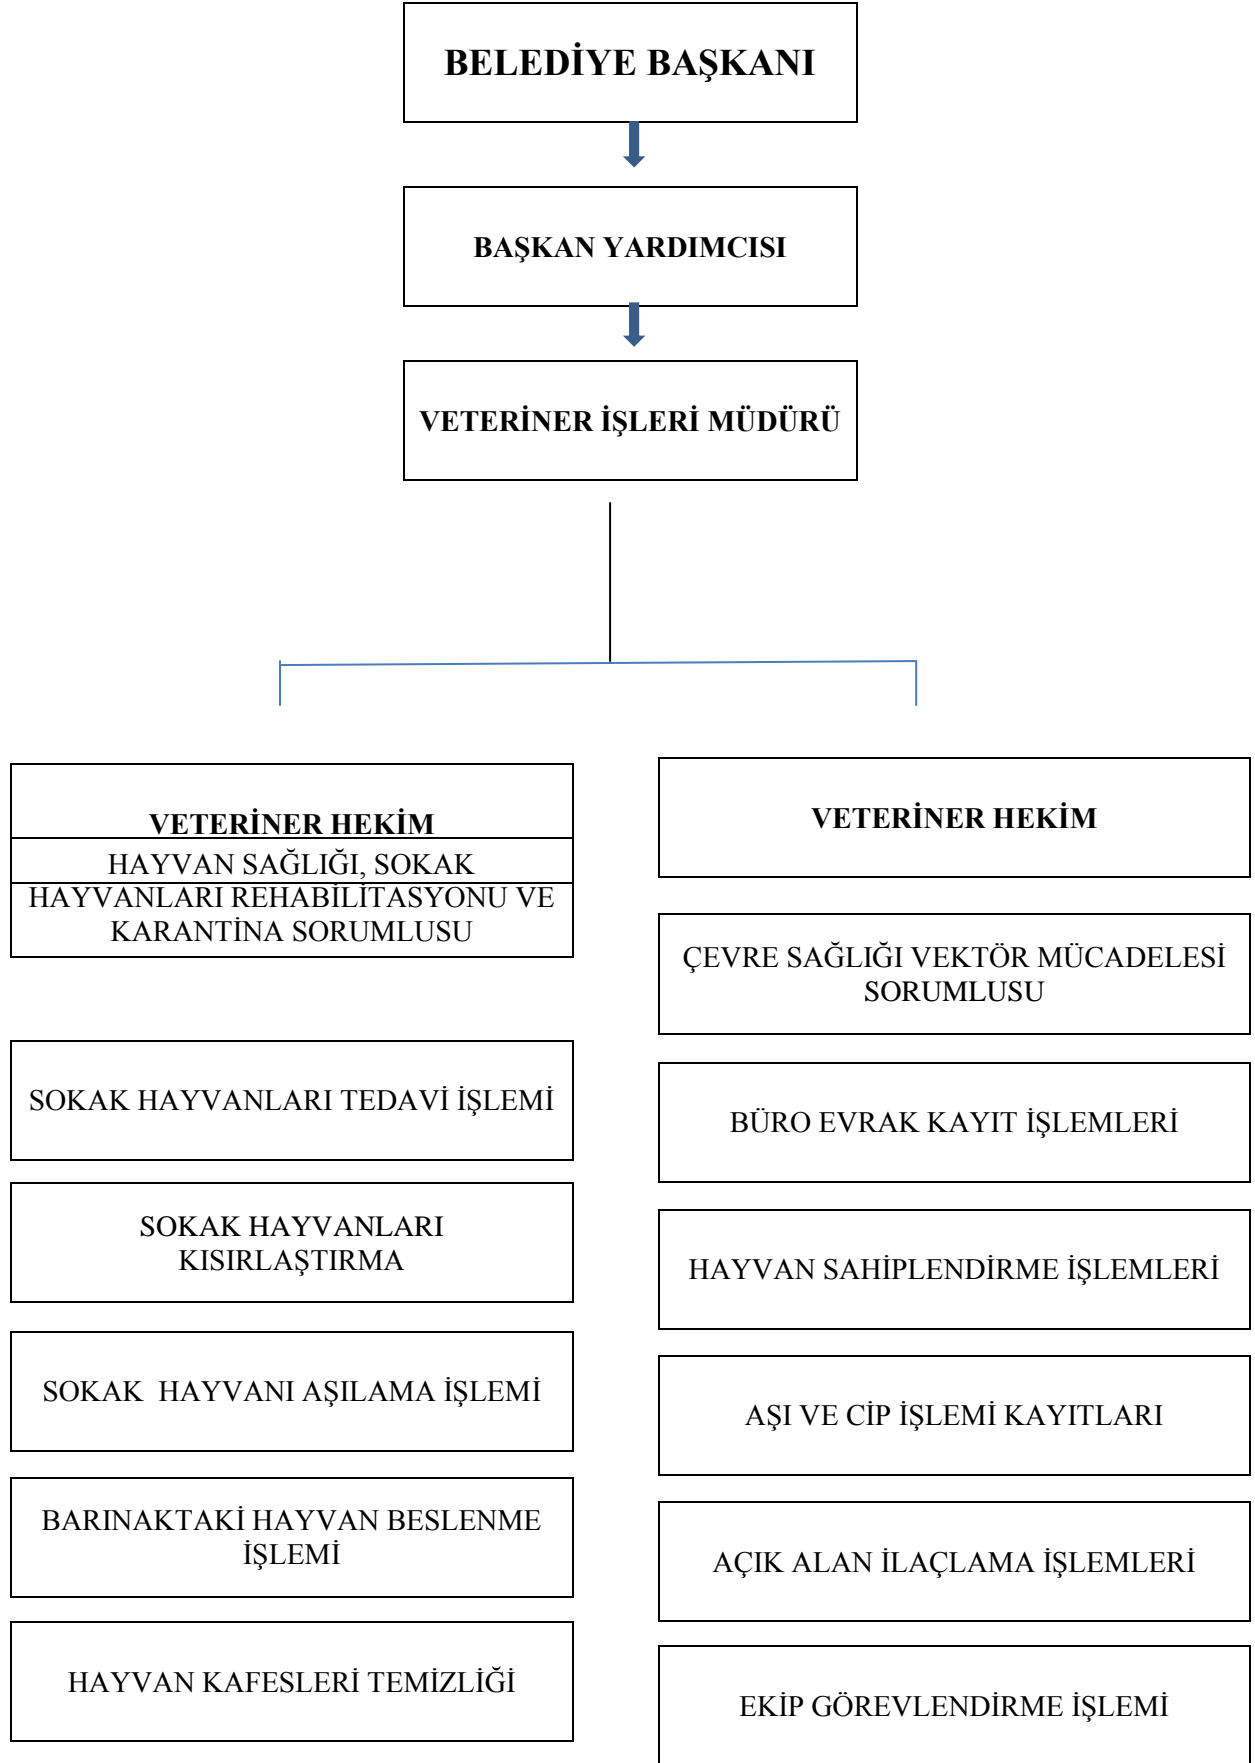 BELEDİYE BAŞKANI
BAŞKAN YARDIMCISI
VETERİNER İŞLERİ MÜDÜRÜ
VETERİNER HEKİM
HAYVAN SAĞLIĞI, SOKAK
HAYVANLARI REHABİLİTASYONU VE
KARANTİNA SORUMLUSU
SOKAK HAYVANLARI TEDAVİ İŞLEMİ
SOKAK HAYVANLARI
KISIRLAŞTIRMA
SOKAK HAYVANI AŞILAMA İŞLEMİ
BARINAKTAKİ HAYVAN BESLENME
İŞLEMİ
HAYVAN KAFESLERİ TEMİZLİĞİ
VETERİNER HEKİM
ÇEVRE SAĞLIĞI VEKTÖR MÜCADELESİ
SORUMLUSU
BÜRO EVRAK KAYIT İŞLEMLERİ
HAYVAN SAHİPLENDİRME İŞLEMLERİ
AŞI VE CİP İŞLEMİ KAYITLARI
AÇIK ALAN İLAÇLAMA İŞLEMLERİ
EKİP GÖREVLENDİRME İŞLEMİ